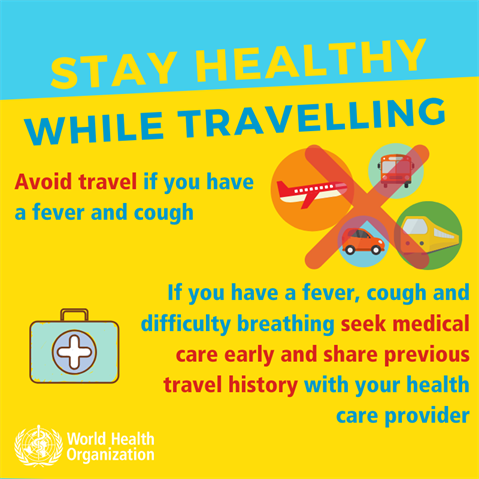 STAY HEALTHY
WHILE TRAVELLING
Avoid travel if you have
a fever and cough
If you have a fever, cough and
difficulty breathing seek medical
care early and share previous
travel history with your health
care provider
World Health
Organization